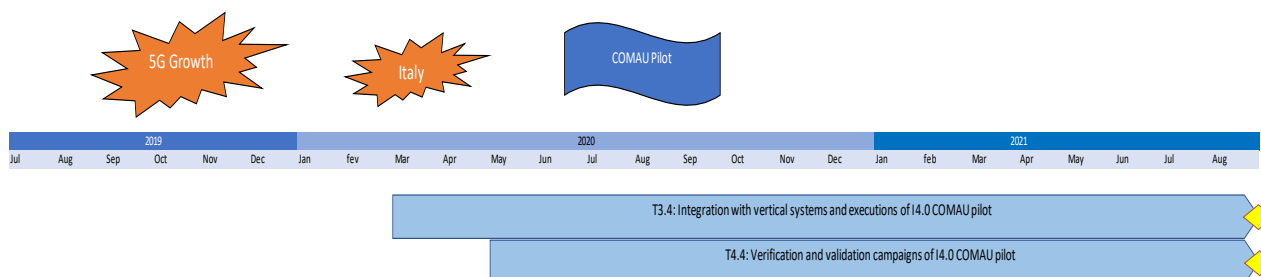 5G Growth
Italy
COMAU Pilot
2019 2020 2021
Jul Aug Sep Oct Nov Dec Jan fev Mar Apr May Jun Jul Aug Sep Oct Nov Dec Jan feb Mar Apr May Jun Jul Aug
T3.4: Integration with vertical systems and executions of I4.0 COMAU pilot
T4.4: Verification and validation campaigns of I4.0 COMAU pilot